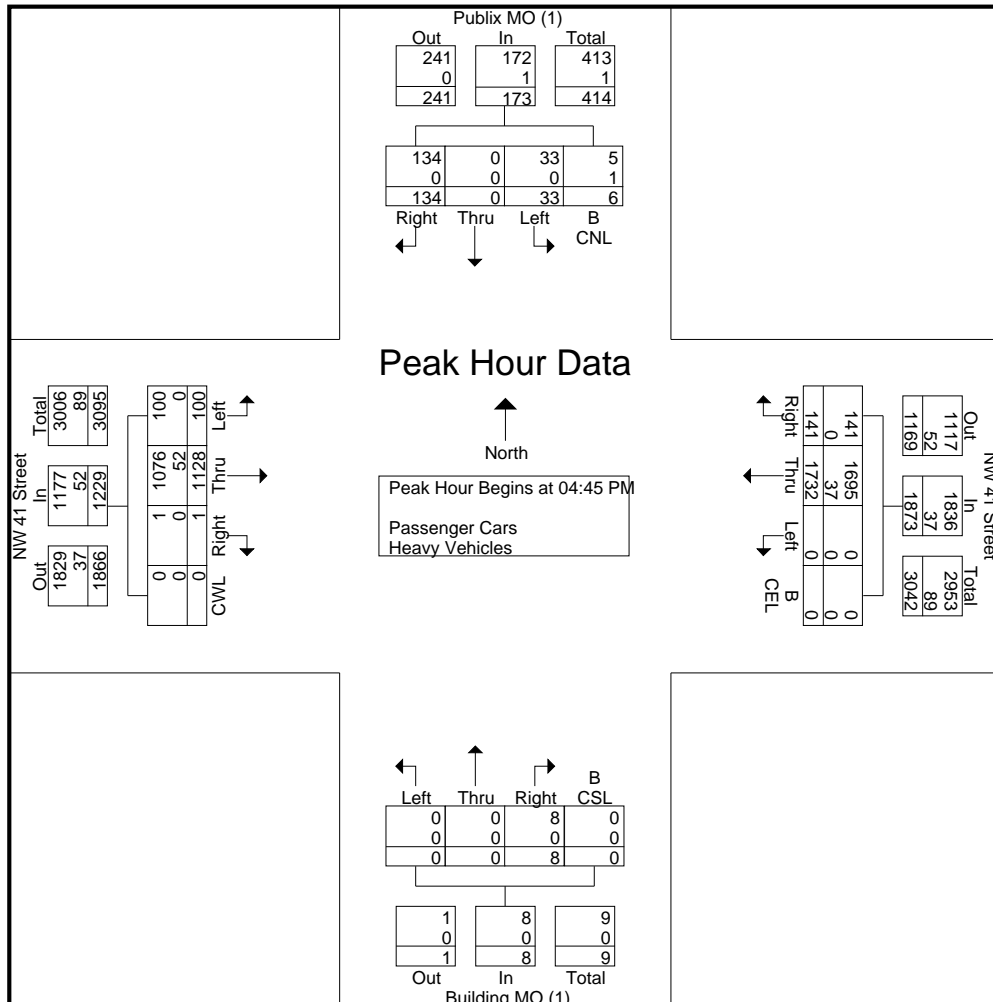 Publix MO (1)
Out In Total
241 172 413
0 1 1
241 173 414
134 0 33 5
0 0 0 1
134 0 33 6
Right Thru Left B
CNL
Peak Hour Data
North
Peak Hour Begins at 04:45 PM
Passenger Cars
Heavy Vehicles
NW 41 Street
Total In Out
3006 1177 1829
89 52 37
3095 1229 1866
100 1076 1 0
0 52 0 0
100 1128 1 0
Left Thru Right CWL
NW 41 Street
Out In Total
1117 1836 2953
52 37 89
1169 1873 3042
141 1695 0 0
0 37 0 0
141 1732 0 0
Right Thru Left B
CEL
B
Left Thru Right CSL
0 0 8 0
0 0 0 0
0 0 8 0
1 8 9
0 0 0
1 8 9
Out In Total
Building MO (1)